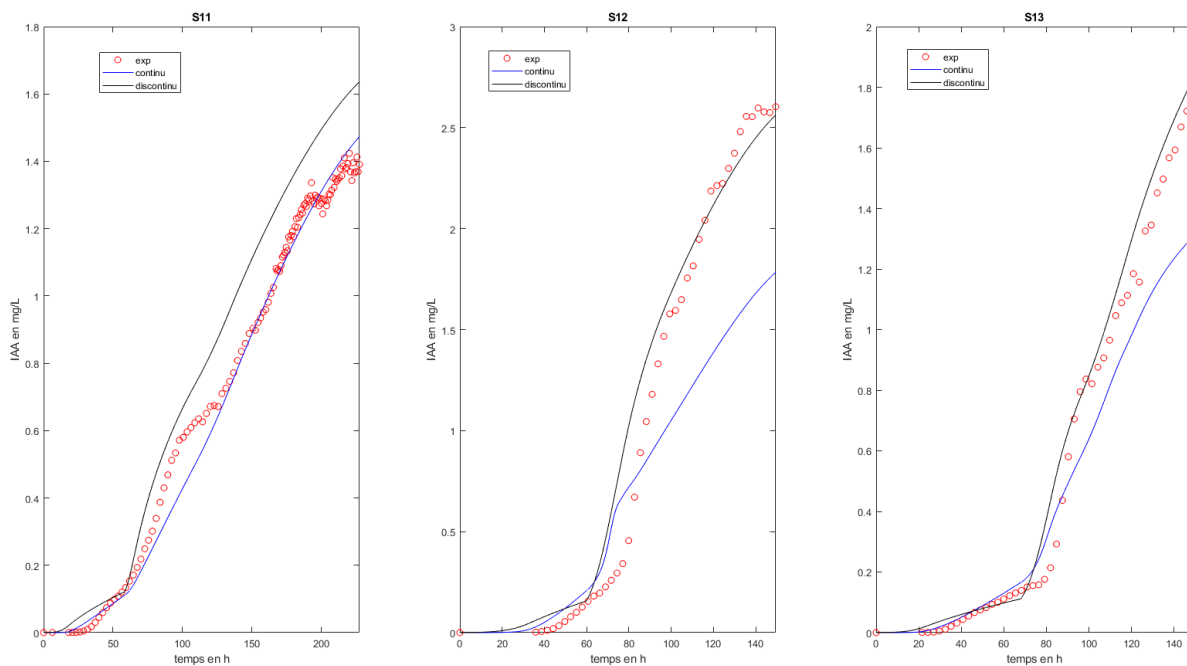 S11
exp
continu
discontinu
IAA en mg/L
1.8
1.6
1.4
1.2
1
0.8
0.6
0.4
0.2
0
0
50
100
150
200
temps en h
S12
exp
continu
discontinu
IAA en mg/L
3
2.5
2
1.5
1
0.5
0
0
20
40
60
80
100
120
140
temps en h
S13
exp
continu
discontinu
IAA en mg/L
2
1.8
1.6
1.4
1.2
1
0.8
0.6
0.4
0.2
0
0
20
40
60
80
100
120
140
temps en h